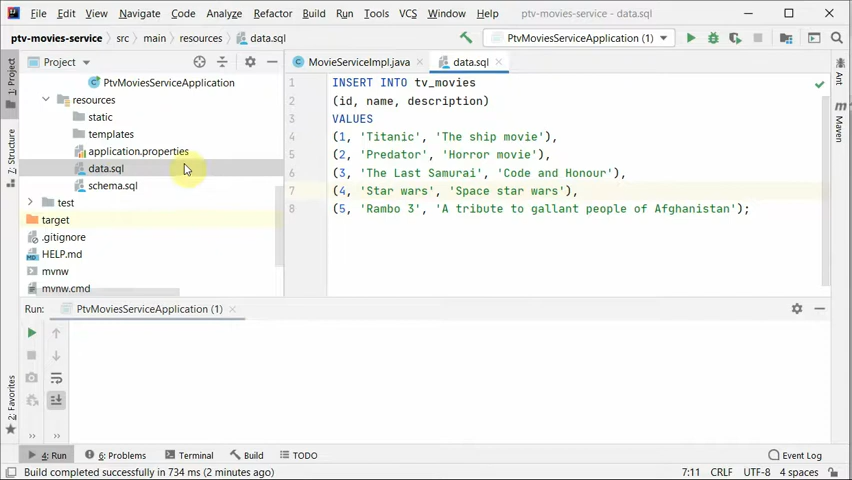 File Edit View Navigate Code Analyze Refactor Build Run Tools VCS Window Help ptv-movies-service - data.sql
ptv-movies-service src main resources data.sql PtvMoviesServiceApplication (1)
1: Project
Project
MovieServiceImpl.java data.sql
PtvMoviesServiceApplication
resources
static
templates
application.properties
data.sql
schema.sql
test
target
.gitignore
HELP.md
mvnw
mvnw.cmd
1 INSERT INTO tv_movies
2 (id, name, description)
3 VALUES
4 (1, 'Titanic', 'The ship movie'),
5 (2, 'Predator', 'Horror movie'),
6 (3, 'The Last Samurai', 'Code and Honour'),
7 (4, 'Star wars', 'Space star wars'),
8 (5, 'Rambo 3', 'A tribute to gallant people of Afghanistan');
Ant
Maven
7: Structure
2: Favorites
Run: PtvMoviesServiceApplication (1)
4: Run 6: Problems Terminal Build TODO Event Log
Build completed successfully in 734 ms (2 minutes ago) 7:11 CRLF UTF-8 4 spaces